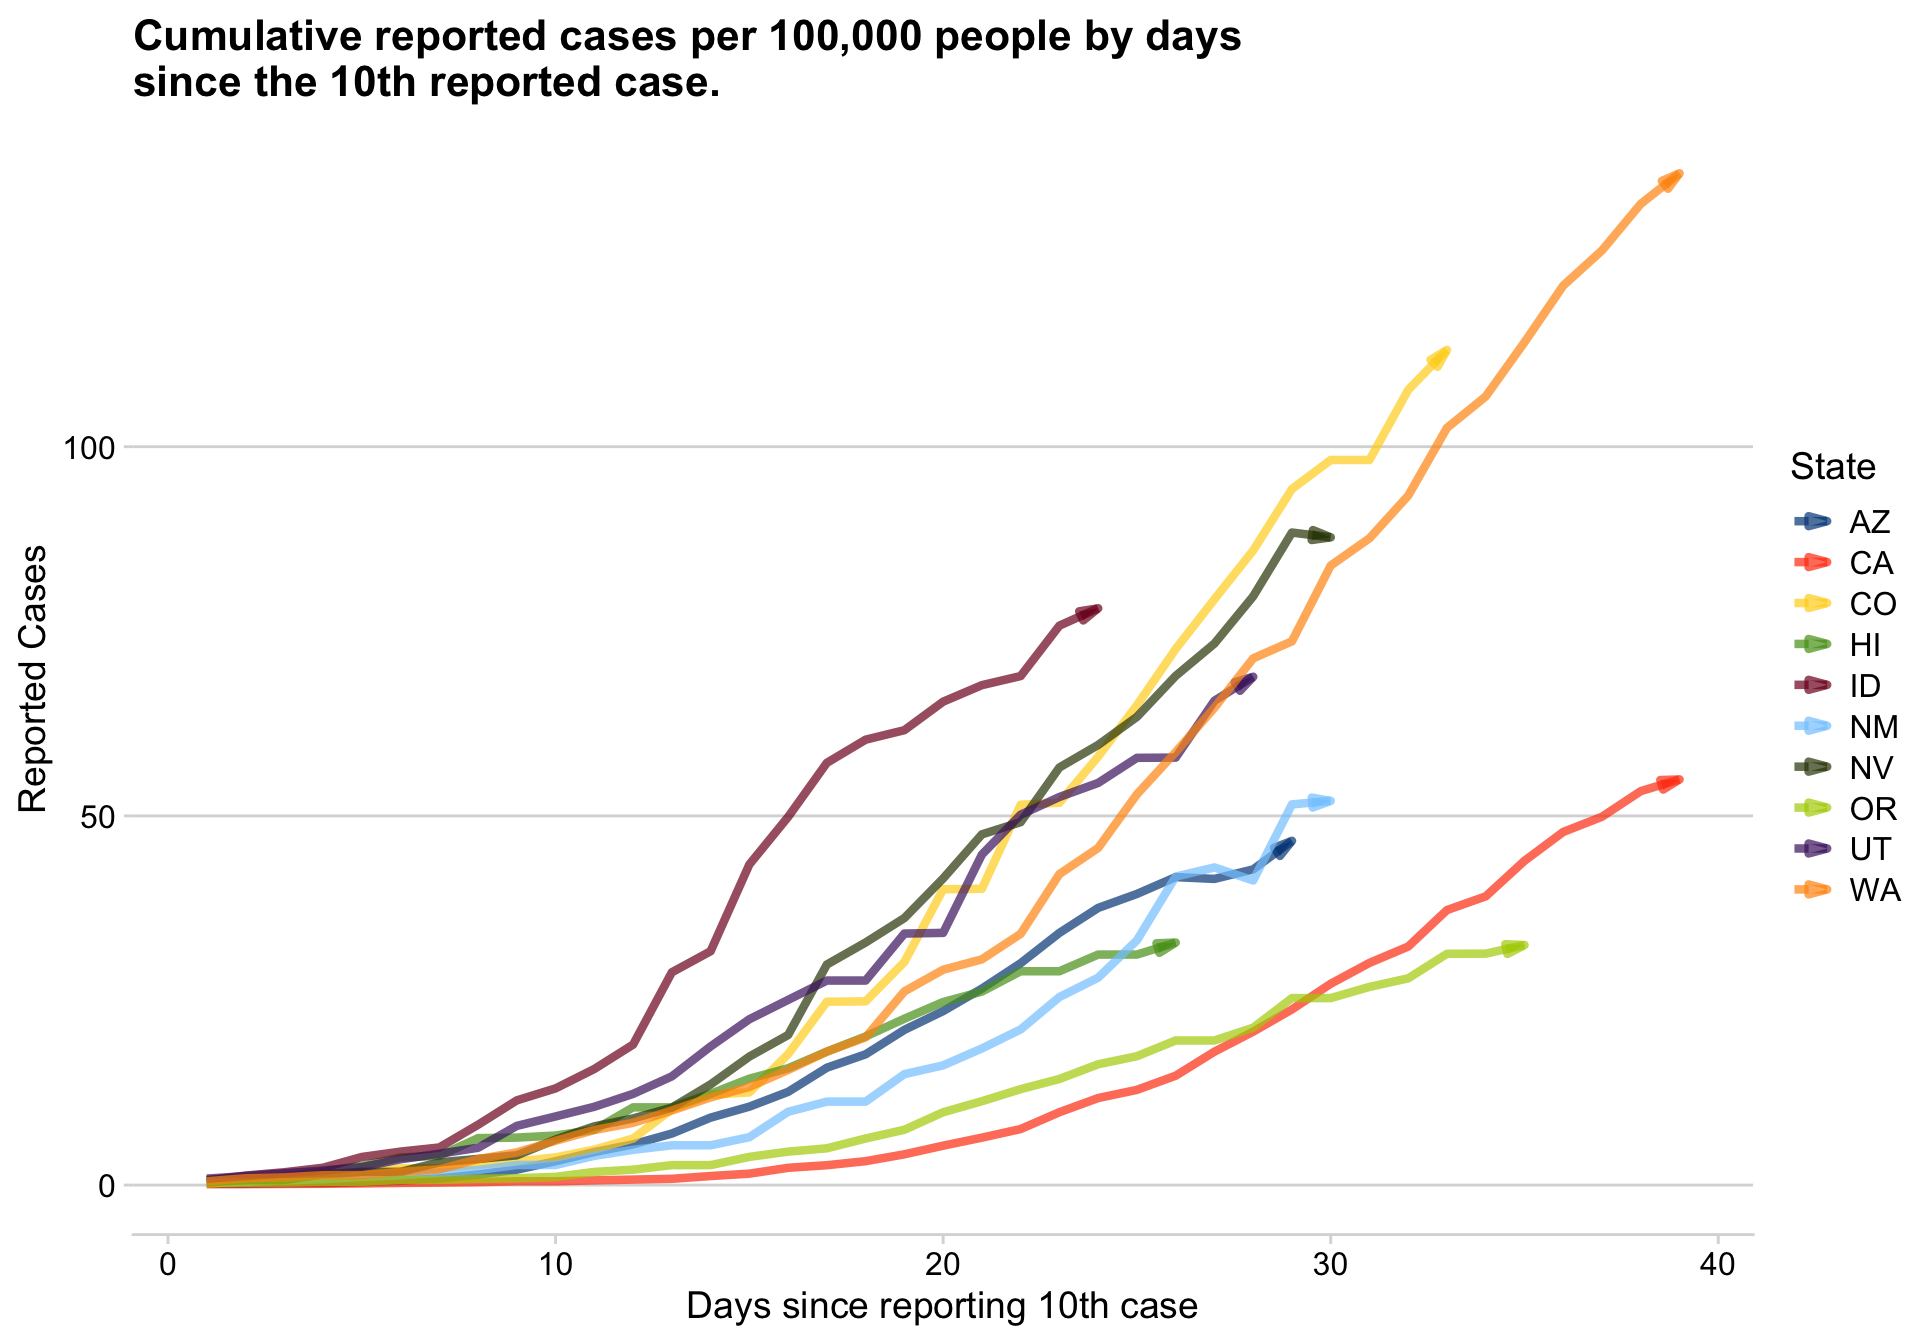 Cumulative reported cases per 100,000 people by days
since the 10th reported case.
100
50
0
Reported Cases
0 10 20 30 40
Days since reporting 10th case
State
AZ
CA
CO
HI
ID
NM
NV
OR
UT
WA